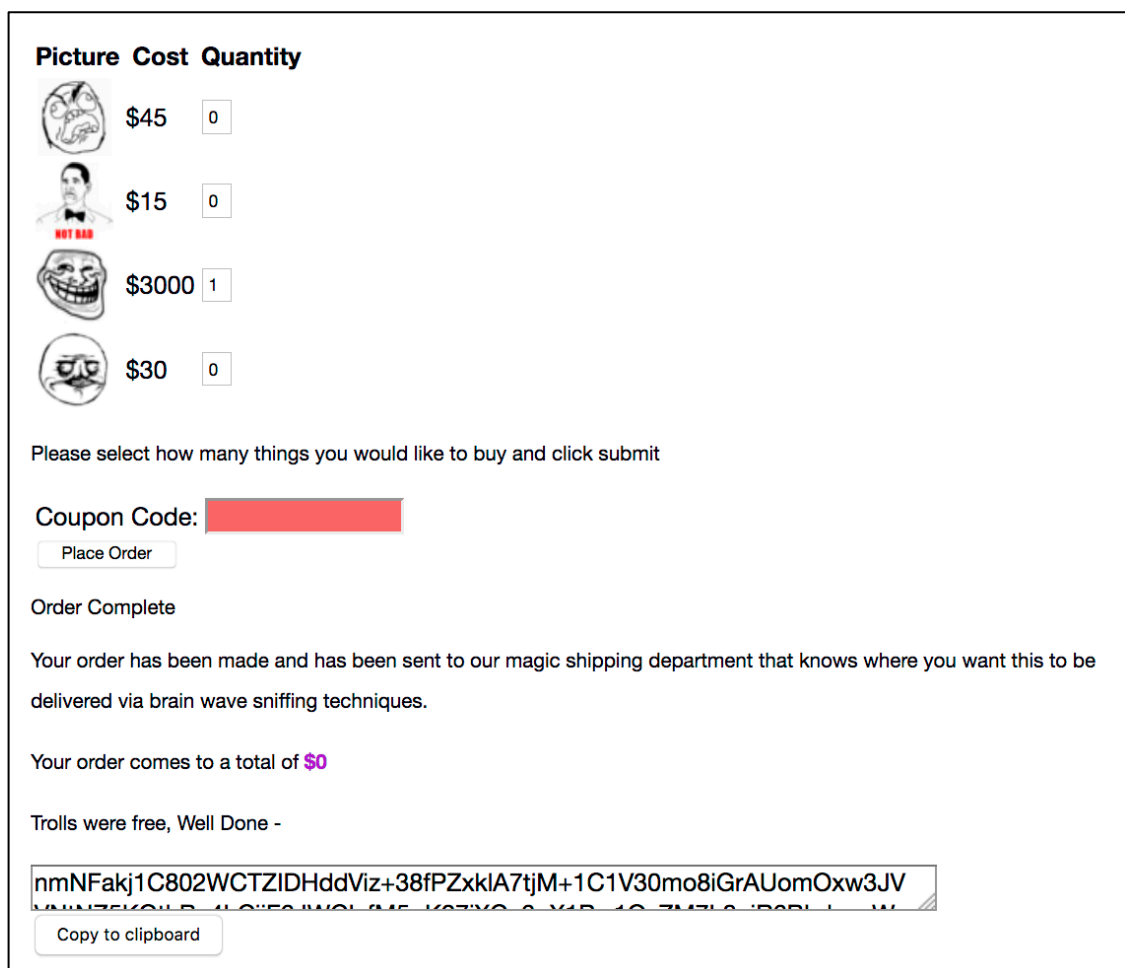 Picture Cost Quantity
$45 0
$15 0
NOT BAD
$3000 1
$30 0
Please select how many things you would like to buy and click submit
Coupon Code:
Place Order
Order Complete
Your order has been made and has been sent to our magic shipping department that knows where you want this to be
delivered via brain wave sniffing techniques.
Your order comes to a total of $0
Trolls were free, Well Done -
nmNFakj1C802WCTZIDHddViz+38fPZxklA7tjM+1C1V30mo8iGrAUomOxw3JV
Copy to clipboard